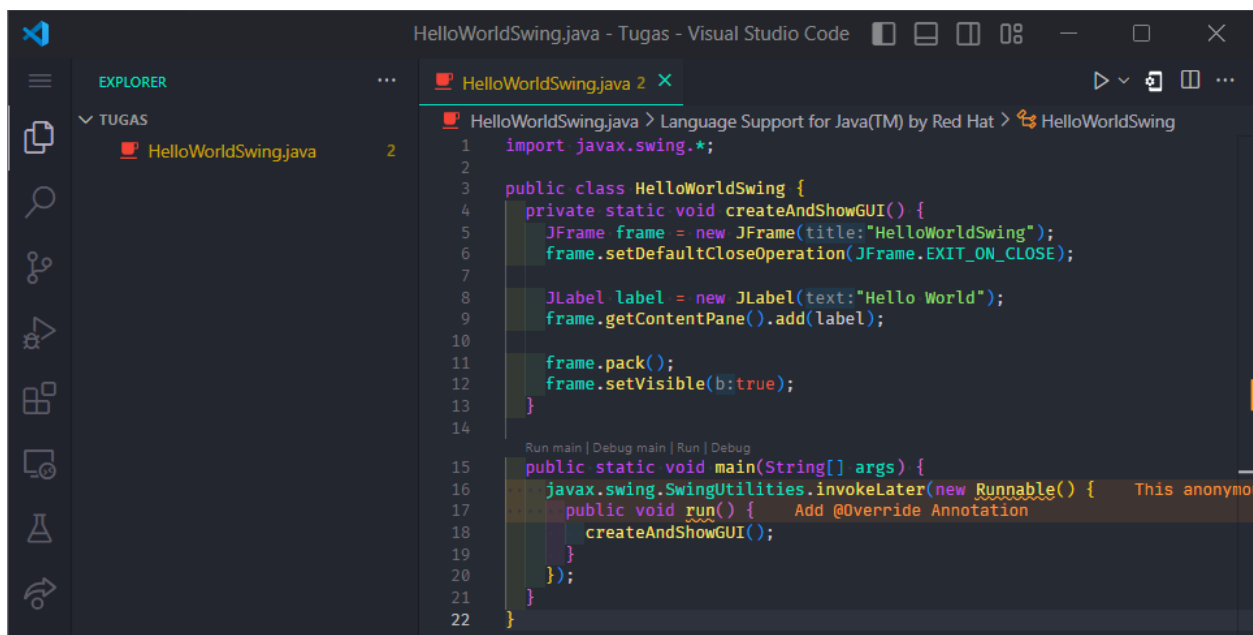 HelloWorldSwing.java - Tugas - Visual Studio Code
EXPLORER
TUGAS
HelloWorldSwing.java 2
HelloWorldSwing.java 2
HelloWorldSwing.java > Language Support for Java(TM) by Red Hat > HelloWorldSwing
1 import javax.swing.*;
2
3 public class HelloWorldSwing {
4 private static void createAndShowGUI() {
5 JFrame frame = new JFrame(title:"HelloWorldSwing");
6 frame.setDefaultCloseOperation(JFrame.EXIT_ON_CLOSE);
7
8 JLabel label = new JLabel(text:"Hello World");
9 frame.getContentPane().add(label);
10
11 frame.pack();
12 frame.setVisible(b:true);
13 }
14
Run main | Debug main | Run | Debug
15 public static void main(String[] args) {
16 javax.swing.SwingUtilities.invokeLater(new Runnable() { This anonymo
17 public void run() { Add @Override Annotation
18 createAndShowGUI();
19 }
20 });
21 }
22 }